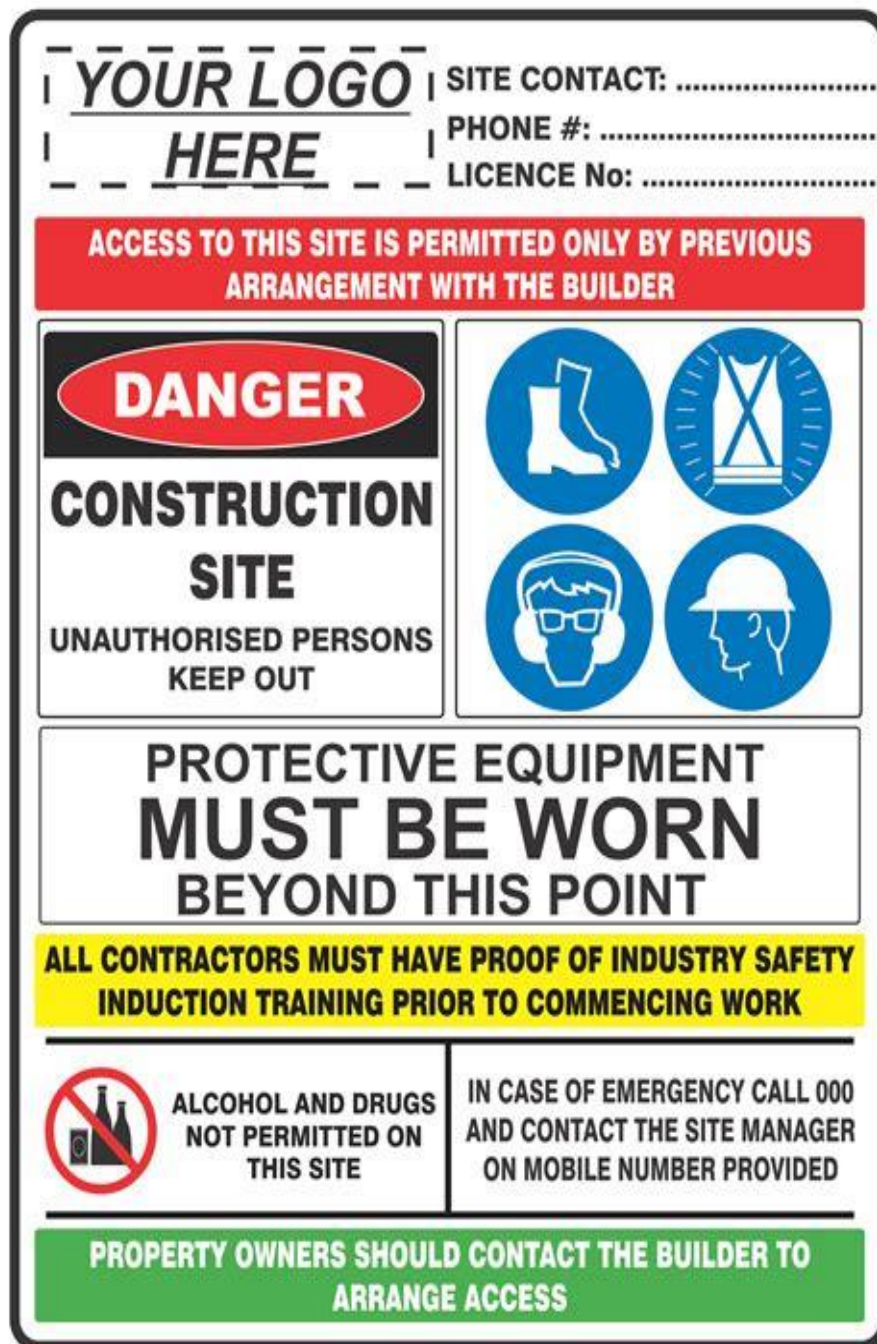 YOUR LOGO
HERE
SITE CONTACT: ........................
PHONE #: .................................
LICENCE No: ............................
ACCESS TO THIS SITE IS PERMITTED ONLY BY PREVIOUS
ARRANGEMENT WITH THE BUILDER
DANGER
CONSTRUCTION
SITE
UNAUTHORISED PERSONS
KEEP OUT
PROTECTIVE EQUIPMENT
MUST BE WORN
BEYOND THIS POINT
ALL CONTRACTORS MUST HAVE PROOF OF INDUSTRY SAFETY
INDUCTION TRAINING PRIOR TO COMMENCING WORK
ALCOHOL AND DRUGS
NOT PERMITTED ON
THIS SITE
IN CASE OF EMERGENCY CALL 000
AND CONTACT THE SITE MANAGER
ON MOBILE NUMBER PROVIDED
PROPERTY OWNERS SHOULD CONTACT THE BUILDER TO
ARRANGE ACCESS